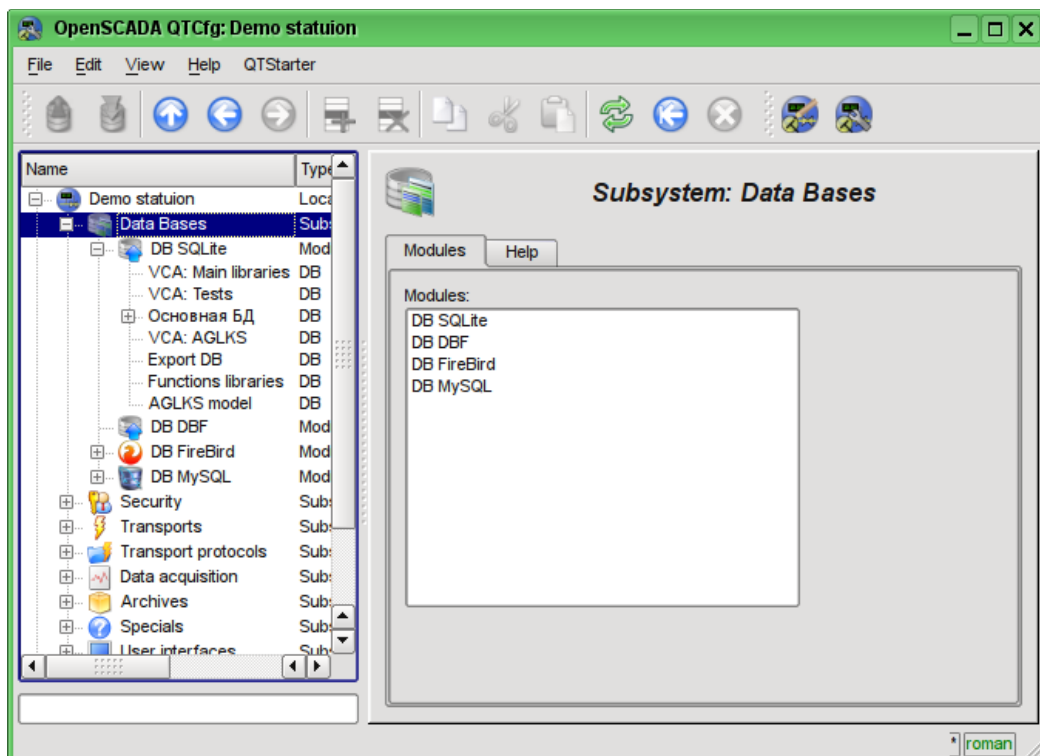 OpenSCADA QTCfg: Demo statuion
File Edit View Help QTStarter
Name Type
Demo statuion Loca
Data Bases Subs
DB SQLite Mod
VCA: Main libraries DB
VCA: Tests DB
Основная БД DB
VCA: AGLKS DB
Export DB DB
Functions libraries DB
AGLKS model DB
DB DBF Mod
DB FireBird Mod
DB MySQL Mod
Security Subs
Transports Subs
Transport protocols Subs
Data acquisition Subs
Archives Subs
Specials Subs
User interfaces Subs
Subsystem: Data Bases
Modules Help
Modules:
DB SQLite
DB DBF
DB FireBird
DB MySQL
* roman